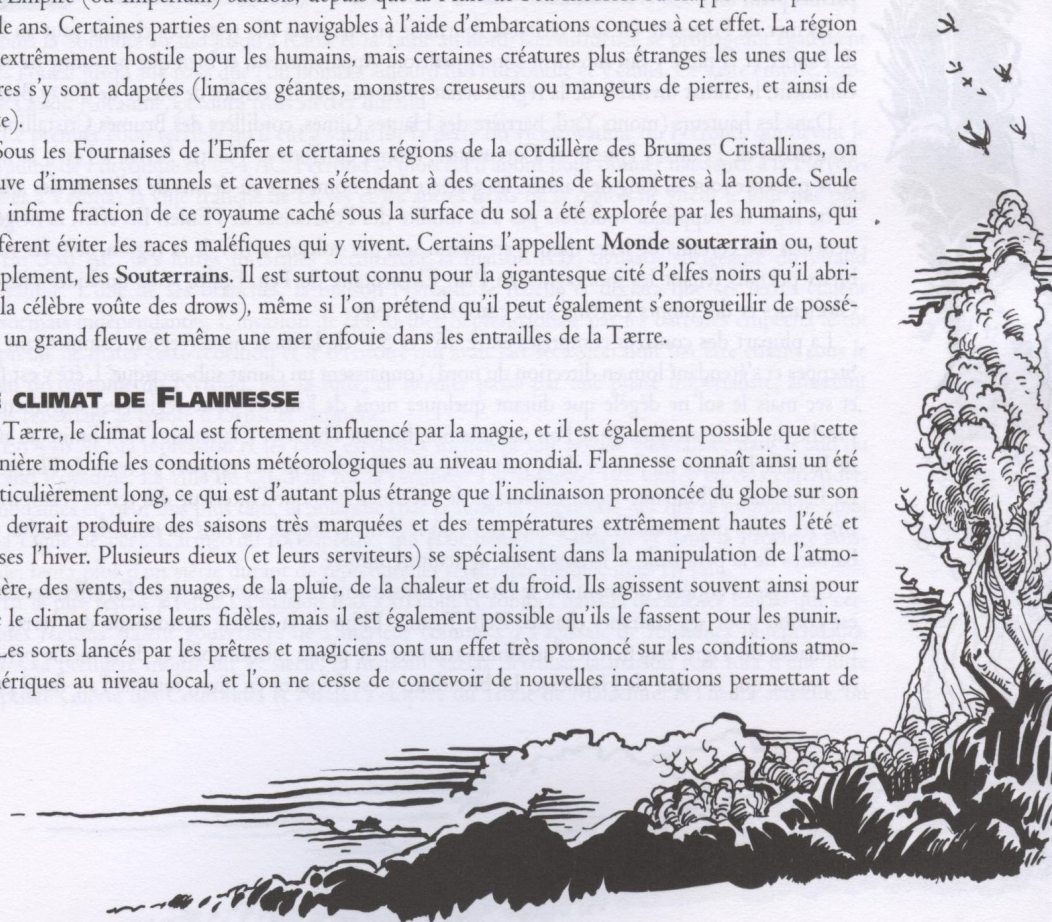 Empire (ou Imperium) suelois, depuis que la
le ans. Certaines parties en sont navigables à l'aide d'embarcations conçues à cet effet. La région
extrêmement hostile pour les humains, mais certaines créatures plus étranges les unes que les
res s'y sont adaptées (limaces géantes, monstres creuseurs ou mangeurs de pierres, et ainsi de
e).
Sous les Fournaises de l'Enfer et certaines régions de la cordillère des Brumes Cristallines, on
uve d'immenses tunnels et cavernes s'étendant à des centaines de kilomètres à la ronde. Seule
infime fraction de ce royaume caché sous la surface du sol a été explorée par les humains, qui
fèrent éviter les races maléfiques qui y vivent. Certains l'appellent Monde soutærrain ou, tout
plement, les Soutærrains. Il est surtout connu pour la gigantesque cité d'elfes noirs qu'il abri-
la célèbre voûte des drows), même si l'on prétend qu'il peut également s'enorgueillir de possé-
un grand fleuve et même une mer enfouie dans les entrailles de la Tærre.
CLIMAT DE FLANNESSE
Tærre, le climat local est fortement influencé par la magie, et il est également possible que cette
nière modifie les conditions météorologiques au niveau mondial. Flannesse connaît ainsi un été
ticulièrement long, ce qui est d'autant plus étrange que l'inclinaison prononcée du globe sur son
devrait produire des saisons très marquées et des températures extrêmement hautes l'été et
ses l'hiver. Plusieurs dieux (et leurs serviteurs) se spécialisent dans la manipulation de l'atmo-
ère, des vents, des nuages, de la pluie, de la chaleur et du froid. Ils agissent souvent ainsi pour
e le climat favorise leurs fidèles, mais il est également possible qu'ils le fassent pour les punir.
Les sorts lancés par les prêtres et magiciens ont un effet très prononcé sur les conditions atmo-
ériques au niveau local, et l'on ne cesse de concevoir de nouvelles incantations permettant de